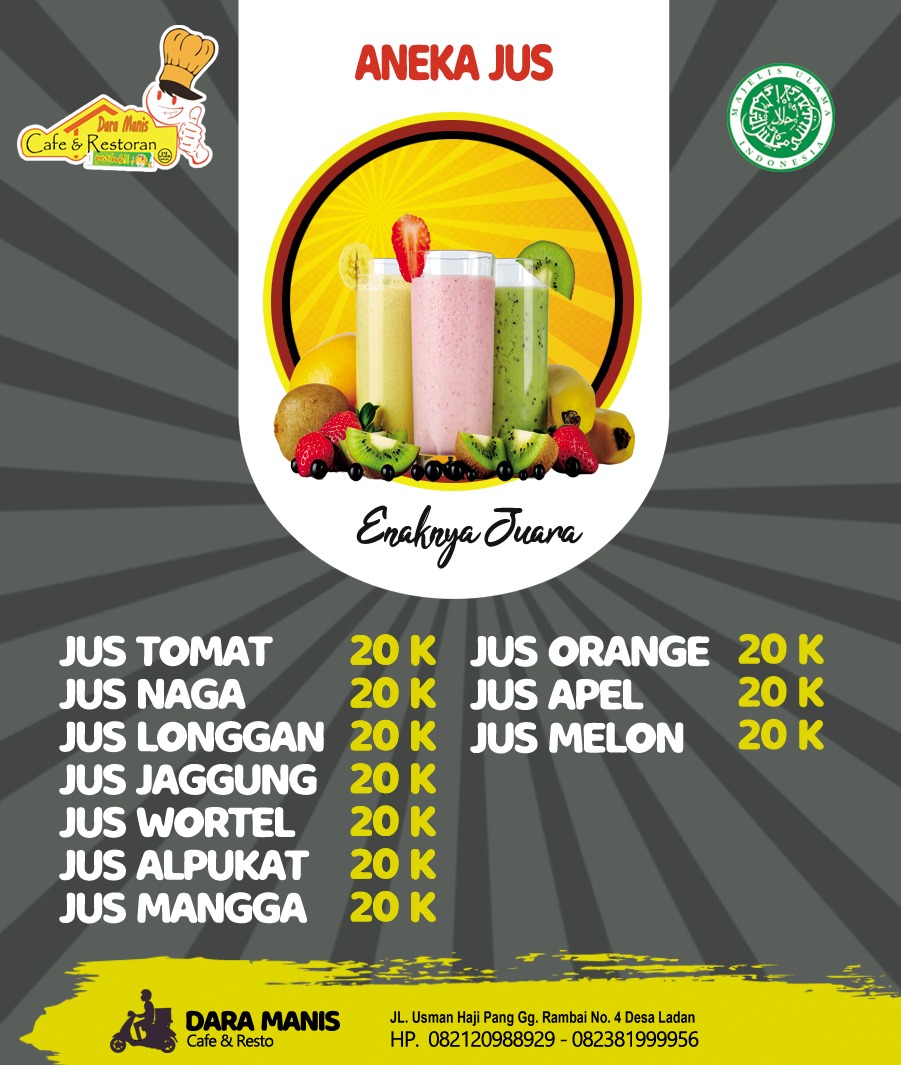 ANEKA JUS
Dara Manis
Cafe & Restoran
MAJELIS ULAMA
INDONESIA
Enaknya Juara
JUS TOMAT 20 K
JUS NAGA 20 K
JUS LONGGAN 20 K
JUS JAGGUNG 20 K
JUS WORTEL 20 K
JUS ALPUKAT 20 K
JUS MANGGA 20 K
JUS ORANGE 20 K
JUS APEL 20 K
JUS MELON 20 K
DARA MANIS
Cafe & Resto
JL. Usman Haji Pang Gg. Rambai No. 4 Desa Ladan
HP. 082120988929 - 082381999956